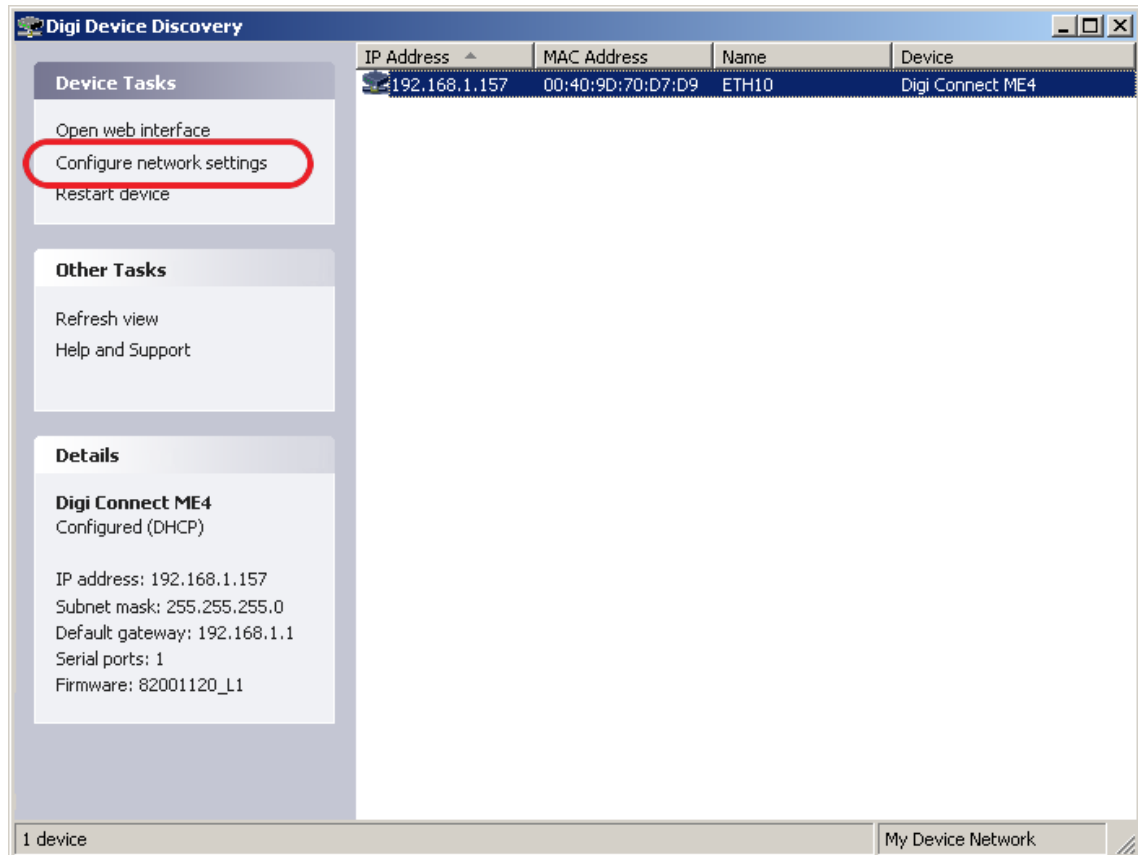 Digi Device Discovery
Device Tasks
Open web interface
Configure network settings
Restart device
Other Tasks
Refresh view
Help and Support
Details
Digi Connect ME4
Configured (DHCP)
IP address: 192.168.1.157
Subnet mask: 255.255.255.0
Default gateway: 192.168.1.1
Serial ports: 1
Firmware: 82001120_L1
IP Address MAC Address Name Device
192.168.1.157 00:40:9D:70:D7:D9 ETH10 Digi Connect ME4
1 device My Device Network